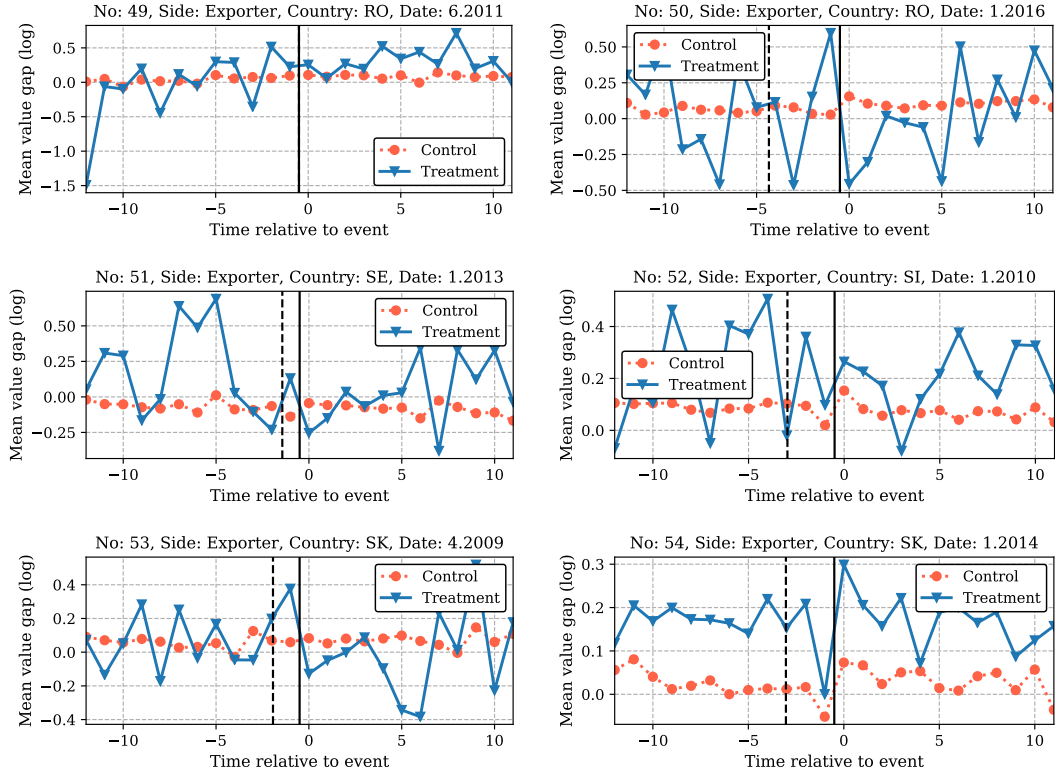 No: 49, Side: Exporter, Country: RO, Date: 6.2011
Mean value gap (log)
0.5
0.0
−0.5
−1.0
−1.5
Control
Treatment
−10
−5
0
5
10
Time relative to event
No: 50, Side: Exporter, Country: RO, Date: 1.2016
Mean value gap (log)
0.50
0.25
0.00
−0.25
−0.50
Control
Treatment
−10
−5
0
5
10
Time relative to event
No: 51, Side: Exporter, Country: SE, Date: 1.2013
Mean value gap (log)
0.50
0.25
0.00
−0.25
Control
Treatment
−10
−5
0
5
10
Time relative to event
No: 52, Side: Exporter, Country: SI, Date: 1.2010
Mean value gap (log)
0.4
0.2
0.0
Control
Treatment
−10
−5
0
5
10
Time relative to event
No: 53, Side: Exporter, Country: SK, Date: 4.2009
Mean value gap (log)
0.4
0.2
0.0
−0.2
−0.4
Control
Treatment
−10
−5
0
5
10
Time relative to event
No: 54, Side: Exporter, Country: SK, Date: 1.2014
Mean value gap (log)
0.3
0.2
0.1
0.0
Control
Treatment
−10
−5
0
5
10
Time relative to event